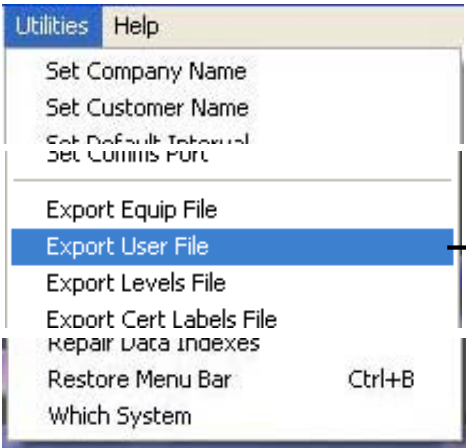 Utilities Help
Set Company Name
Set Customer Name
Set Default Interval
Set Comms Port
Export Equip File
Export User File
Export Levels File
Export Cert Labels File
Repair Data Indexes
Restore Menu Bar Ctrl+B
Which System